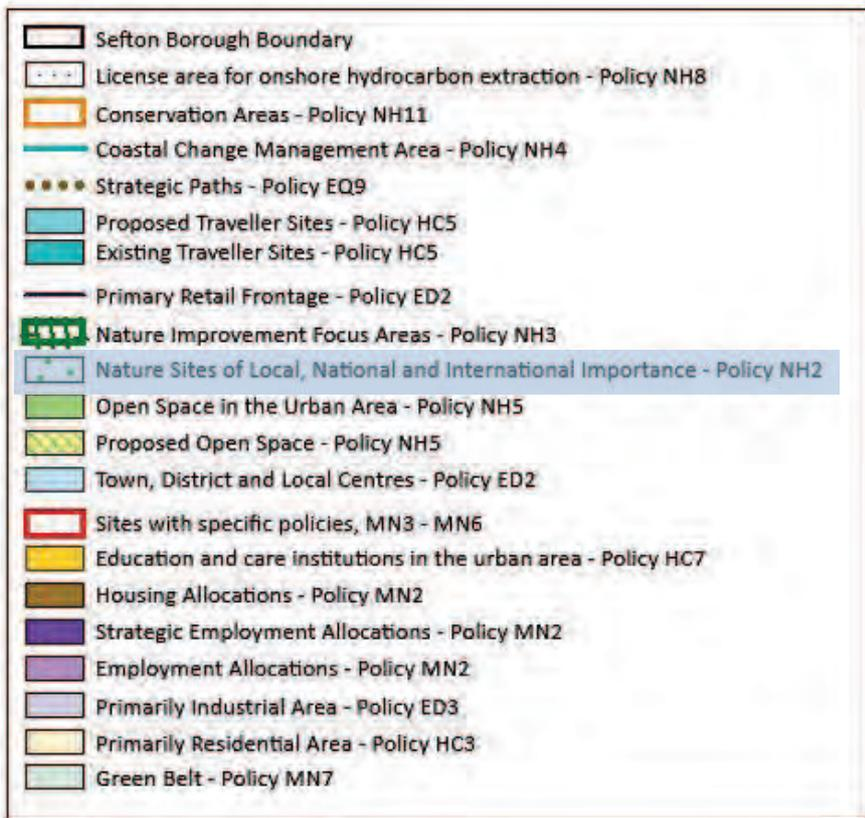 Sefton Borough Boundary
License area for onshore hydrocarbon extraction - Policy NH8
Conservation Areas - Policy NH11
Coastal Change Management Area - Policy NH4
Strategic Paths - Policy EQ9
Proposed Traveller Sites - Policy HC5
Existing Traveller Sites - Policy HC5
Primary Retail Frontage - Policy ED2
Nature Improvement Focus Areas - Policy NH3
Nature Sites of Local, National and International Importance - Policy NH2
Open Space in the Urban Area - Policy NH5
Proposed Open Space - Policy NH5
Town, District and Local Centres - Policy ED2
Sites with specific policies, MN3 - MN6
Education and care institutions in the urban area - Policy HC7
Housing Allocations - Policy MN2
Strategic Employment Allocations - Policy MN2
Employment Allocations - Policy MN2
Primarily Industrial Area - Policy ED3
Primarily Residential Area - Policy HC3
Green Belt - Policy MN7